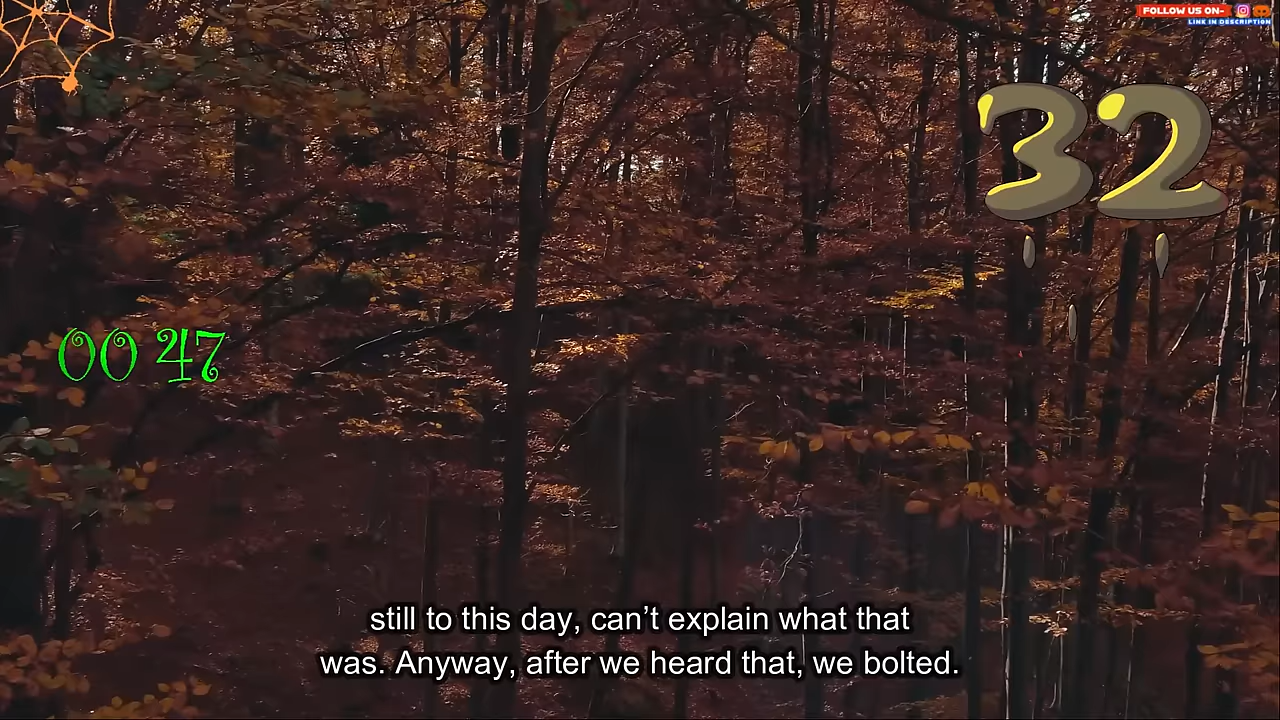 FOLLOW US ON-
LINK IN DESCRIPTION
32
00 47
still to this day, can’t explain what that
was. Anyway, after we heard that, we bolted.